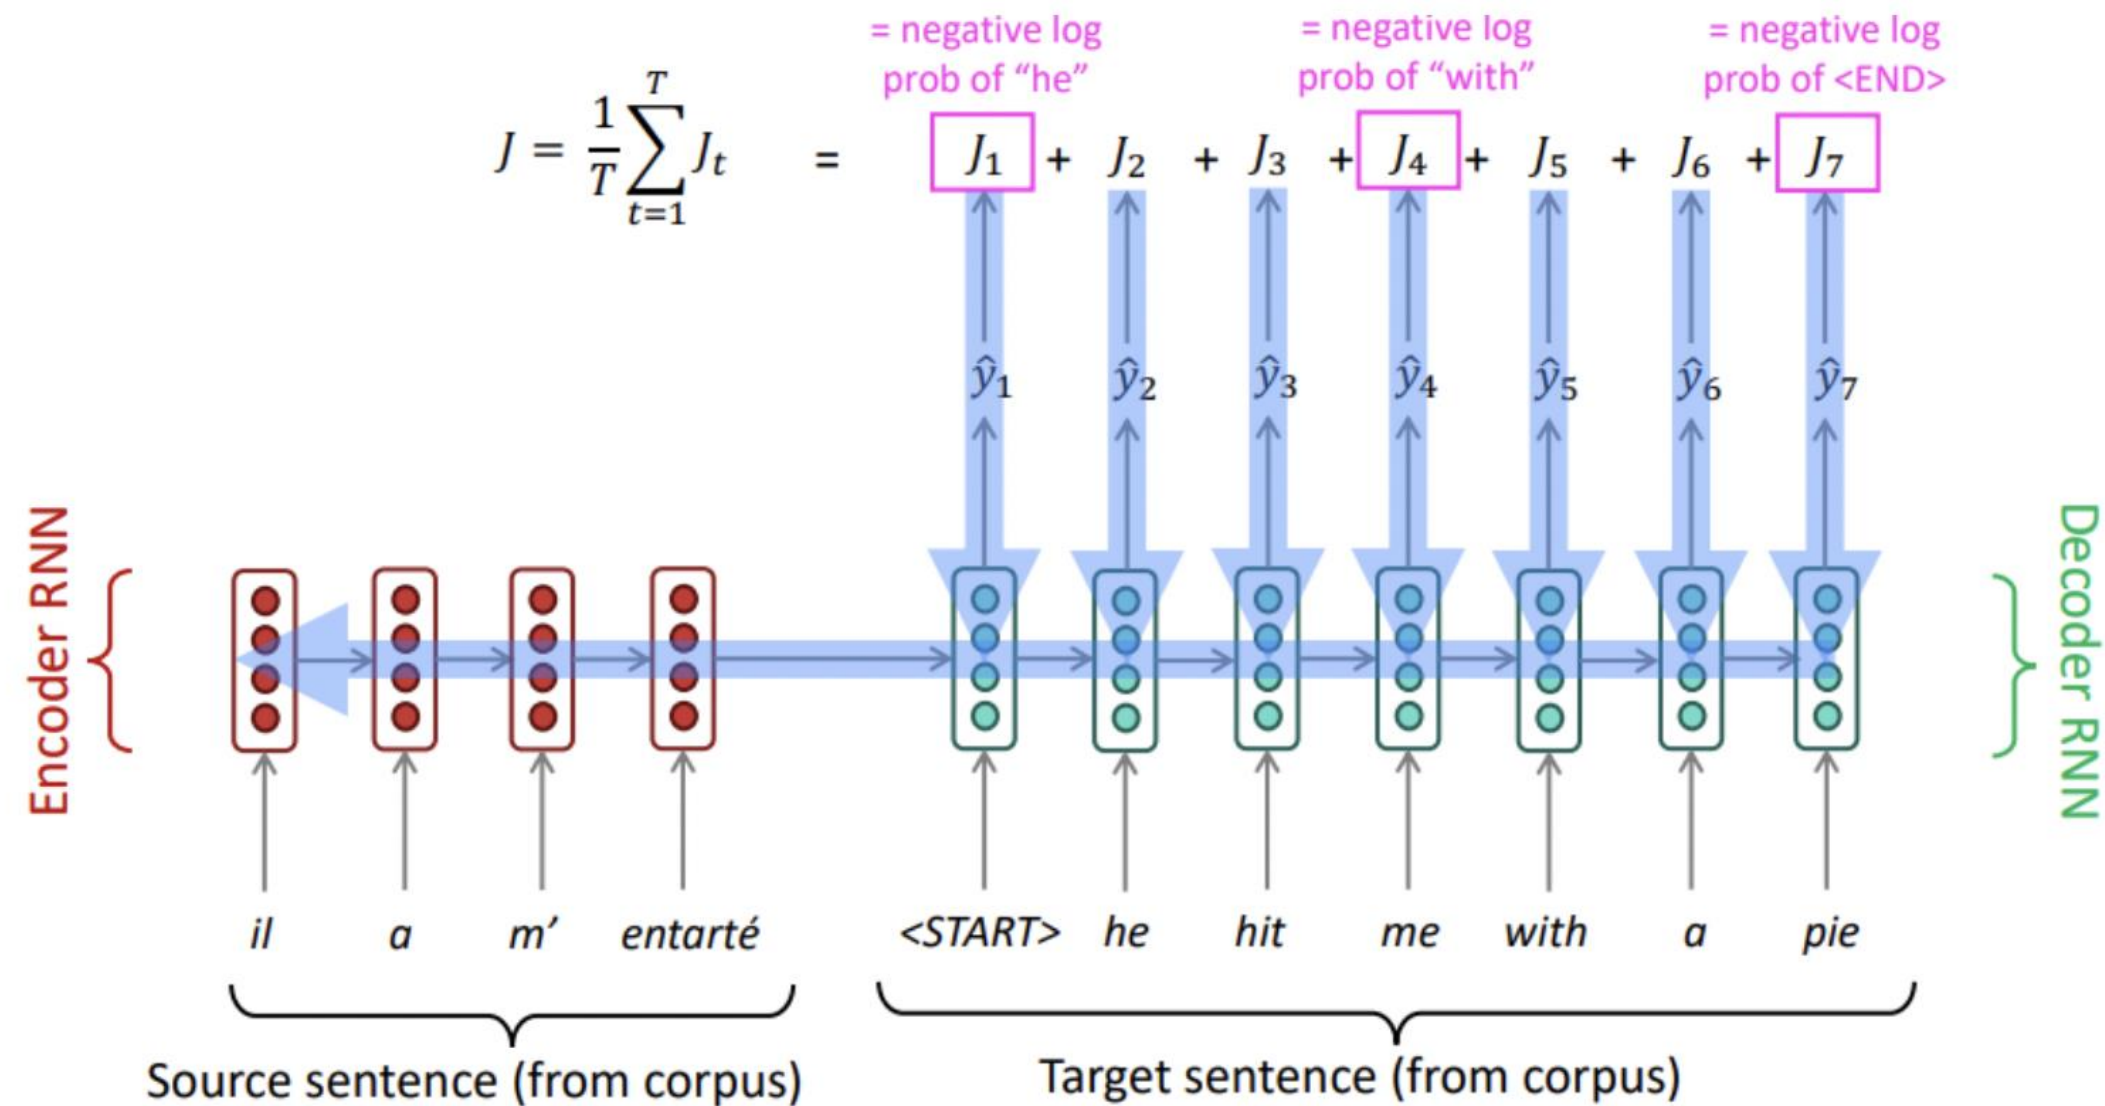 = negative log
prob of “he”
= negative log
prob of “with”
= negative log
prob of <END>
J = 1/T ∑_{t=1}^{T} J_t = J_1 + J_2 + J_3 + J_4 + J_5 + J_6 + J_7
ŷ_1 ŷ_2 ŷ_3 ŷ_4 ŷ_5 ŷ_6 ŷ_7
Encoder RNN
Decoder RNN
il a m’ entarté <START> he hit me with a pie
Source sentence (from corpus)
Target sentence (from corpus)